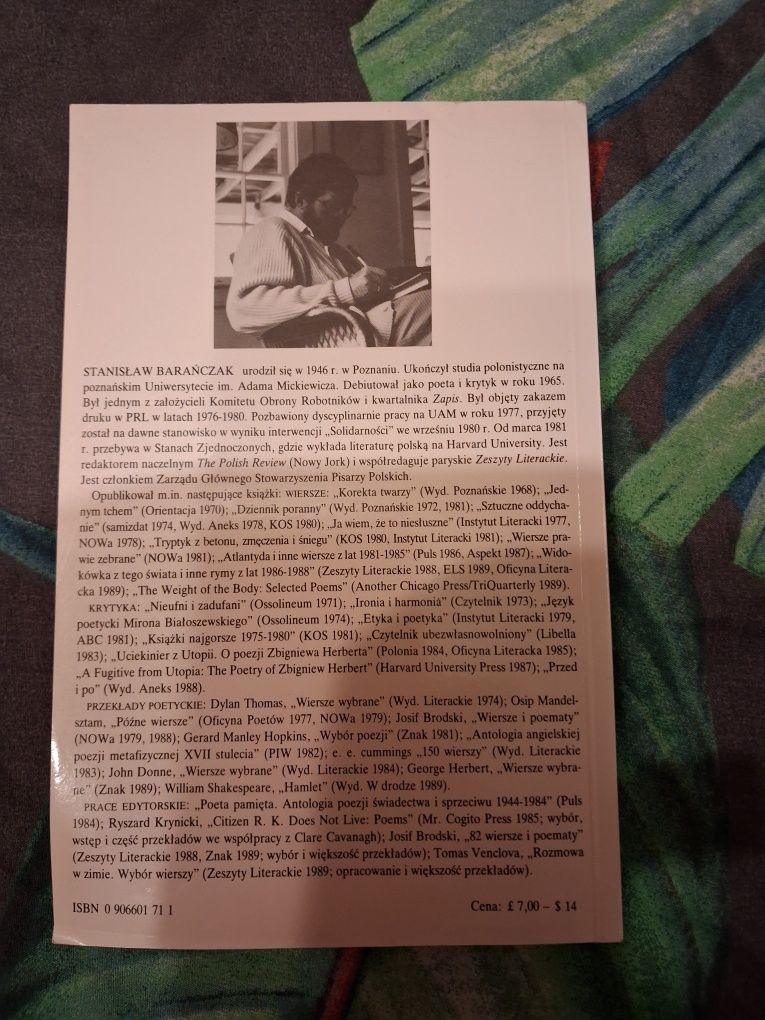 STANISŁAW BARAŃCZAK urodził się w 1946 r. w Poznaniu. Ukończył studia polonistyczne na
poznańskim Uniwersytecie im. Adama Mickiewicza. Debiutował jako poeta i krytyk w roku 1965.
Był jednym z założycieli Komitetu Obrony Robotników i kwartalnika Zapis. Był objęty zakazem
druku w PRL w latach 1976-1980. Pozbawiony dyscyplinarnie pracy na UAM w roku 1977, przyjęty
został na dawne stanowisko w wyniku interwencji „Solidarności” we wrześniu 1980 r. Od marca 1981
r. przebywa w Stanach Zjednoczonych, gdzie wykłada literaturę polską na Harvard University. Jest
redaktorem naczelnym The Polish Review (Nowy Jork) i współredaguje paryskie Zeszyty Literackie.
Jest członkiem Zarządu Głównego Stowarzyszenia Pisarzy Polskich.
Opublikował m.in. następujące książki: WIERSZE: „Korekta twarzy” (Wyd. Poznańskie 1968); „Jed-
nym tchem” (Orientacja 1970); „Dziennik poranny” (Wyd. Poznańskie 1972, 1981); „Sztuczne oddycha-
nie” (samizdat 1974, Wyd. Aneks 1978, KOS 1980); „Ja wiem, że to niesłuszne” (Instytut Literacki 1977,
NOWa 1978); „Tryptyk z betonu, zmęczenia i śniegu” (KOS 1980, Instytut Literacki 1981); „Wiersze pra-
wie zebrane” (NOWa 1981); „Atlantyda i inne wiersze z lat 1981-1985” (Puls 1986, Aspekt 1987); „Wido-
kówka z tego świata i inne rymy z lat 1986-1988” (Zeszyty Literackie 1988, ELS 1989, Oficyna Litera-
cka 1989); „The Weight of the Body: Selected Poems” (Another Chicago Press/TriQuarterly 1989).
KRYTYKA: „Nieufni i zadufani” (Ossolineum 1971); „Ironia i harmonia” (Czytelnik 1973); „Język
poetycki Mirona Białoszewskiego” (Ossolineum 1974); „Etyka i poetyka” (Instytut Literacki 1979,
ABC 1981); „Książki najgorsze 1975-1980” (KOS 1981); „Czytelnik ubezwłasnowolniony” (Libella
1983); „Uciekinier z Utopii. O poezji Zbigniewa Herberta” (Polonia 1984, Oficyna Literacka 1985);
„A Fugitive from Utopia: The Poetry of Zbigniew Herbert” (Harvard University Press 1987); „Przed
i po” (Wyd. Aneks 1988).
PRZEKŁADY POETYCKIE: Dylan Thomas, „Wiersze wybrane” (Wyd. Literackie 1974); Osip Mandel-
sztam, „Późne wiersze” (Oficyna Poetów 1977, NOWa 1979); Josif Brodski, „Wiersze i poematy”
(NOWa 1979, 1988); Gerard Manley Hopkins, „Wybór poezji” (Znak 1981); „Antologia angielskiej
poezji metafizycznej XVII stulecia” (PIW 1982); e. e. cummings „150 wierszy” (Wyd. Literackie
1983); John Donne, „Wiersze wybrane” (Wyd. Literackie 1984); George Herbert, „Wiersze wybra-
ne” (Znak 1989); William Shakespeare, „Hamlet” (Wyd. W drodze 1989).
PRACE EDYTORSKIE: „Poeta pamięta. Antologia poezji świadectwa i sprzeciwu 1944-1984” (Puls
1984); Ryszard Krynicki, „Citizen R. K. Does Not Live: Poems” (Mr. Cogito Press 1985; wybór,
wstęp i część przekładów we współpracy z Clare Cavanagh); Josif Brodski, „82 wiersze i poematy”
(Zeszyty Literackie 1988, Znak 1989; wybór i większość przekładów); Tomas Venclova, „Rozmowa
w zimie. Wybór wierszy” (Zeszyty Literackie 1989; opracowanie i większość przekładów).
ISBN 0 906601 71 1
Cena: £ 7,00 – $ 14